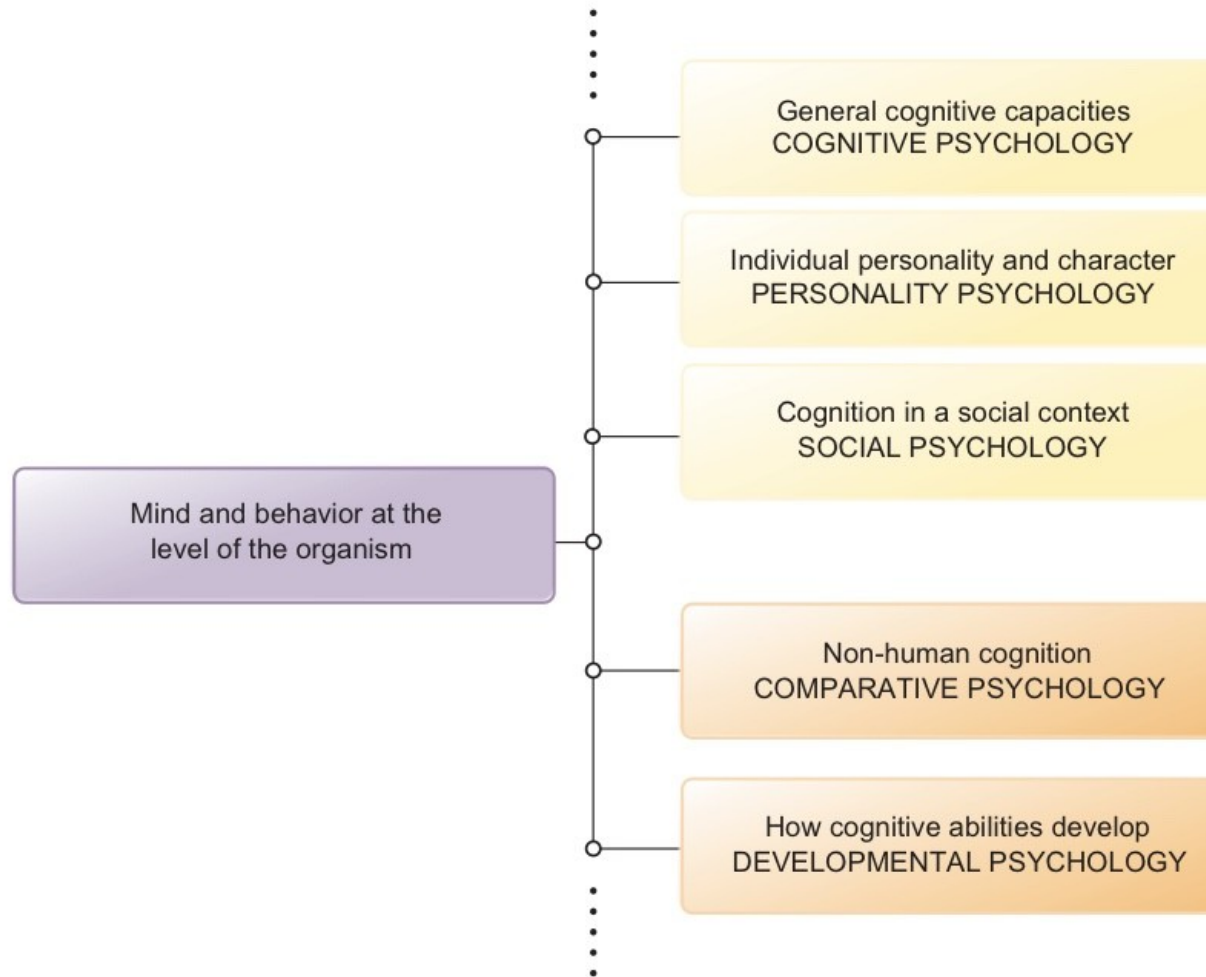 General cognitive capacities
COGNITIVE PSYCHOLOGY
Individual personality and character
PERSONALITY PSYCHOLOGY
Cognition in a social context
SOCIAL PSYCHOLOGY
Mind and behavior at the
level of the organism
Non-human cognition
COMPARATIVE PSYCHOLOGY
How cognitive abilities develop
DEVELOPMENTAL PSYCHOLOGY